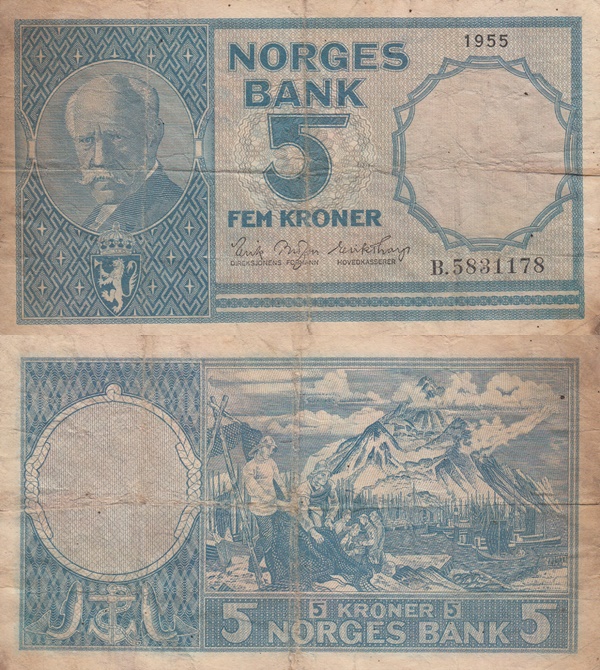 1955
NORGES
BANK
5
FEM KRONER
DIREKSJONENS FORMANN HOVEDKASSERER
B.5831178
5 5 KRONER 5 5
NORGES BANK